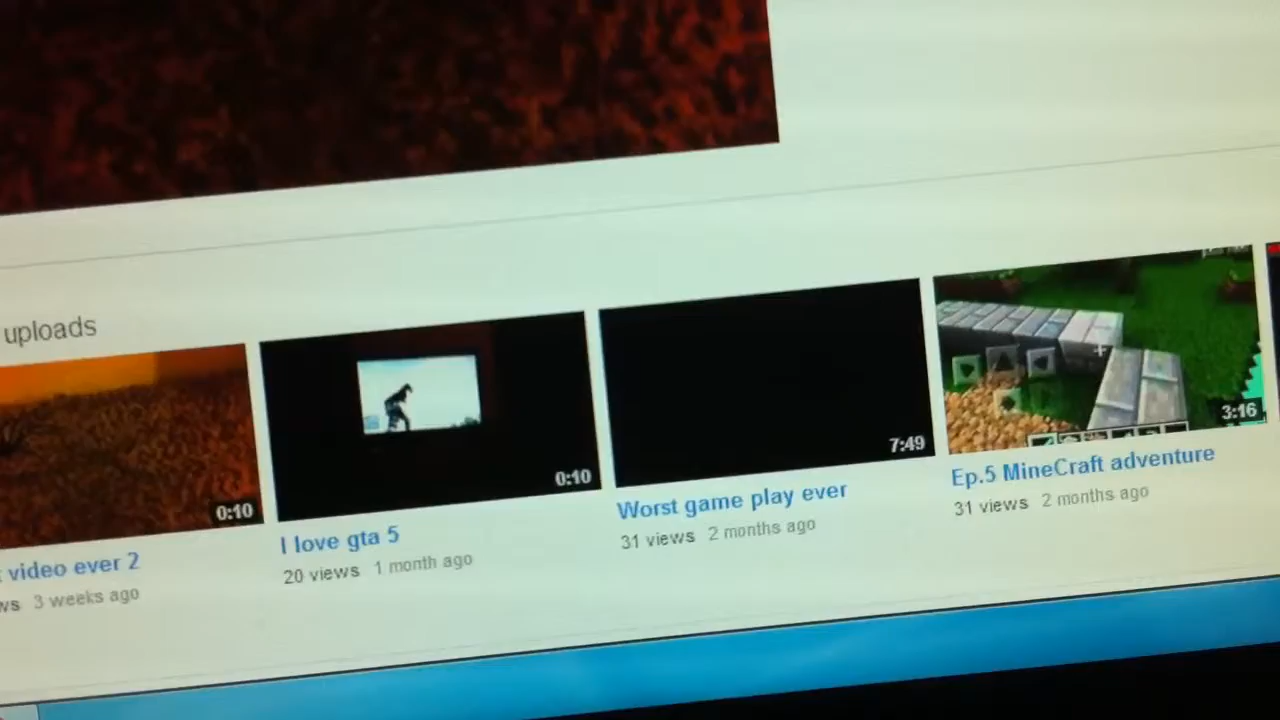 uploads
0:10
video ever 2
3 weeks ago
0:10
I love gta 5
20 views 1 month ago
7:49
Worst game play ever
31 views 2 months ago
3:16
Ep.5 MineCraft adventure
31 views 2 months ago